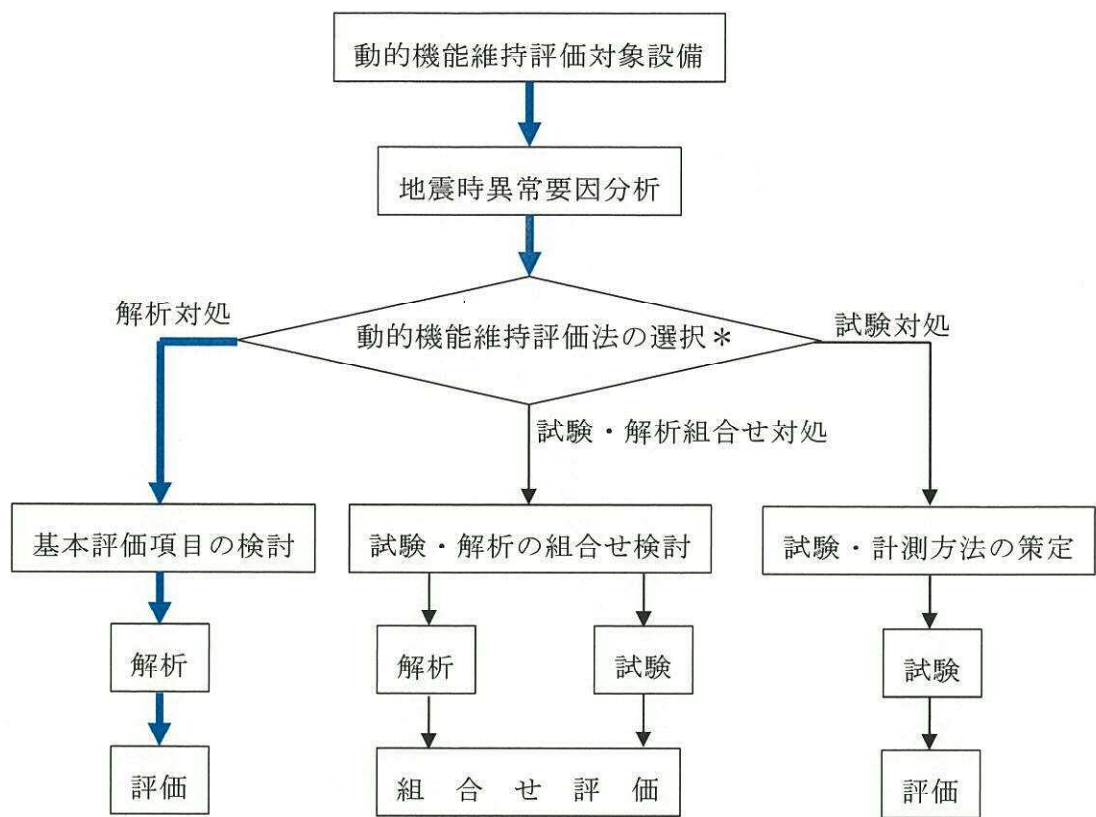 動的機能維持評価対象設備
地震時異常要因分析
解析対処
動的機能維持評価法の選択＊
試験対処
試験・解析組合せ対処
基本評価項目の検討
試験・解析の組合せ検討
試験・計測方法の策定
解析
解析
試験
試験
評価
組合せ評価
評価